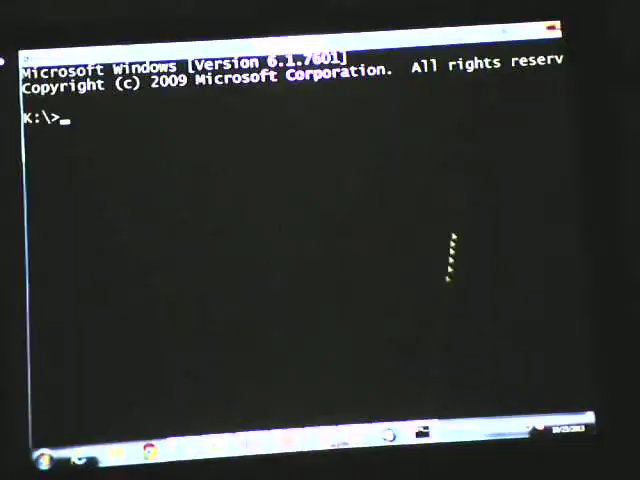 Microsoft Windows [Version 6.1.7601]
Copyright (c) 2009 Microsoft Corporation. All rights reserv
K:\>_